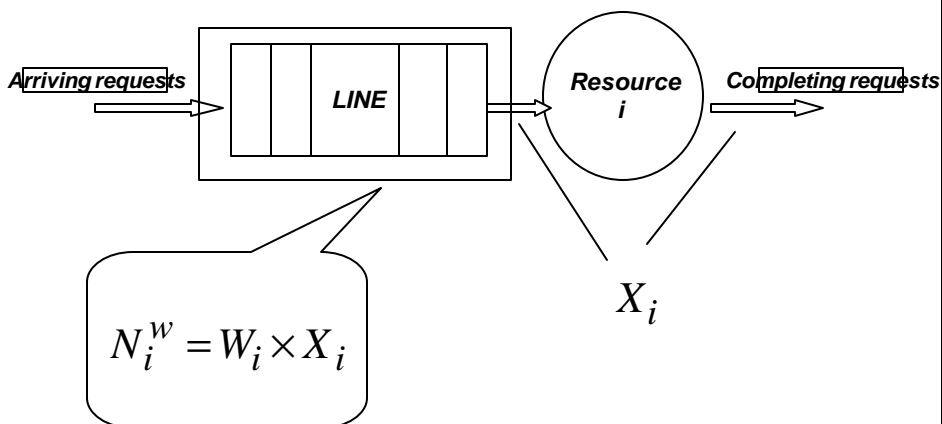 Arriving requests
LINE
Resource
i
Completing requests
X_i
N_i^w = W_i × X_i